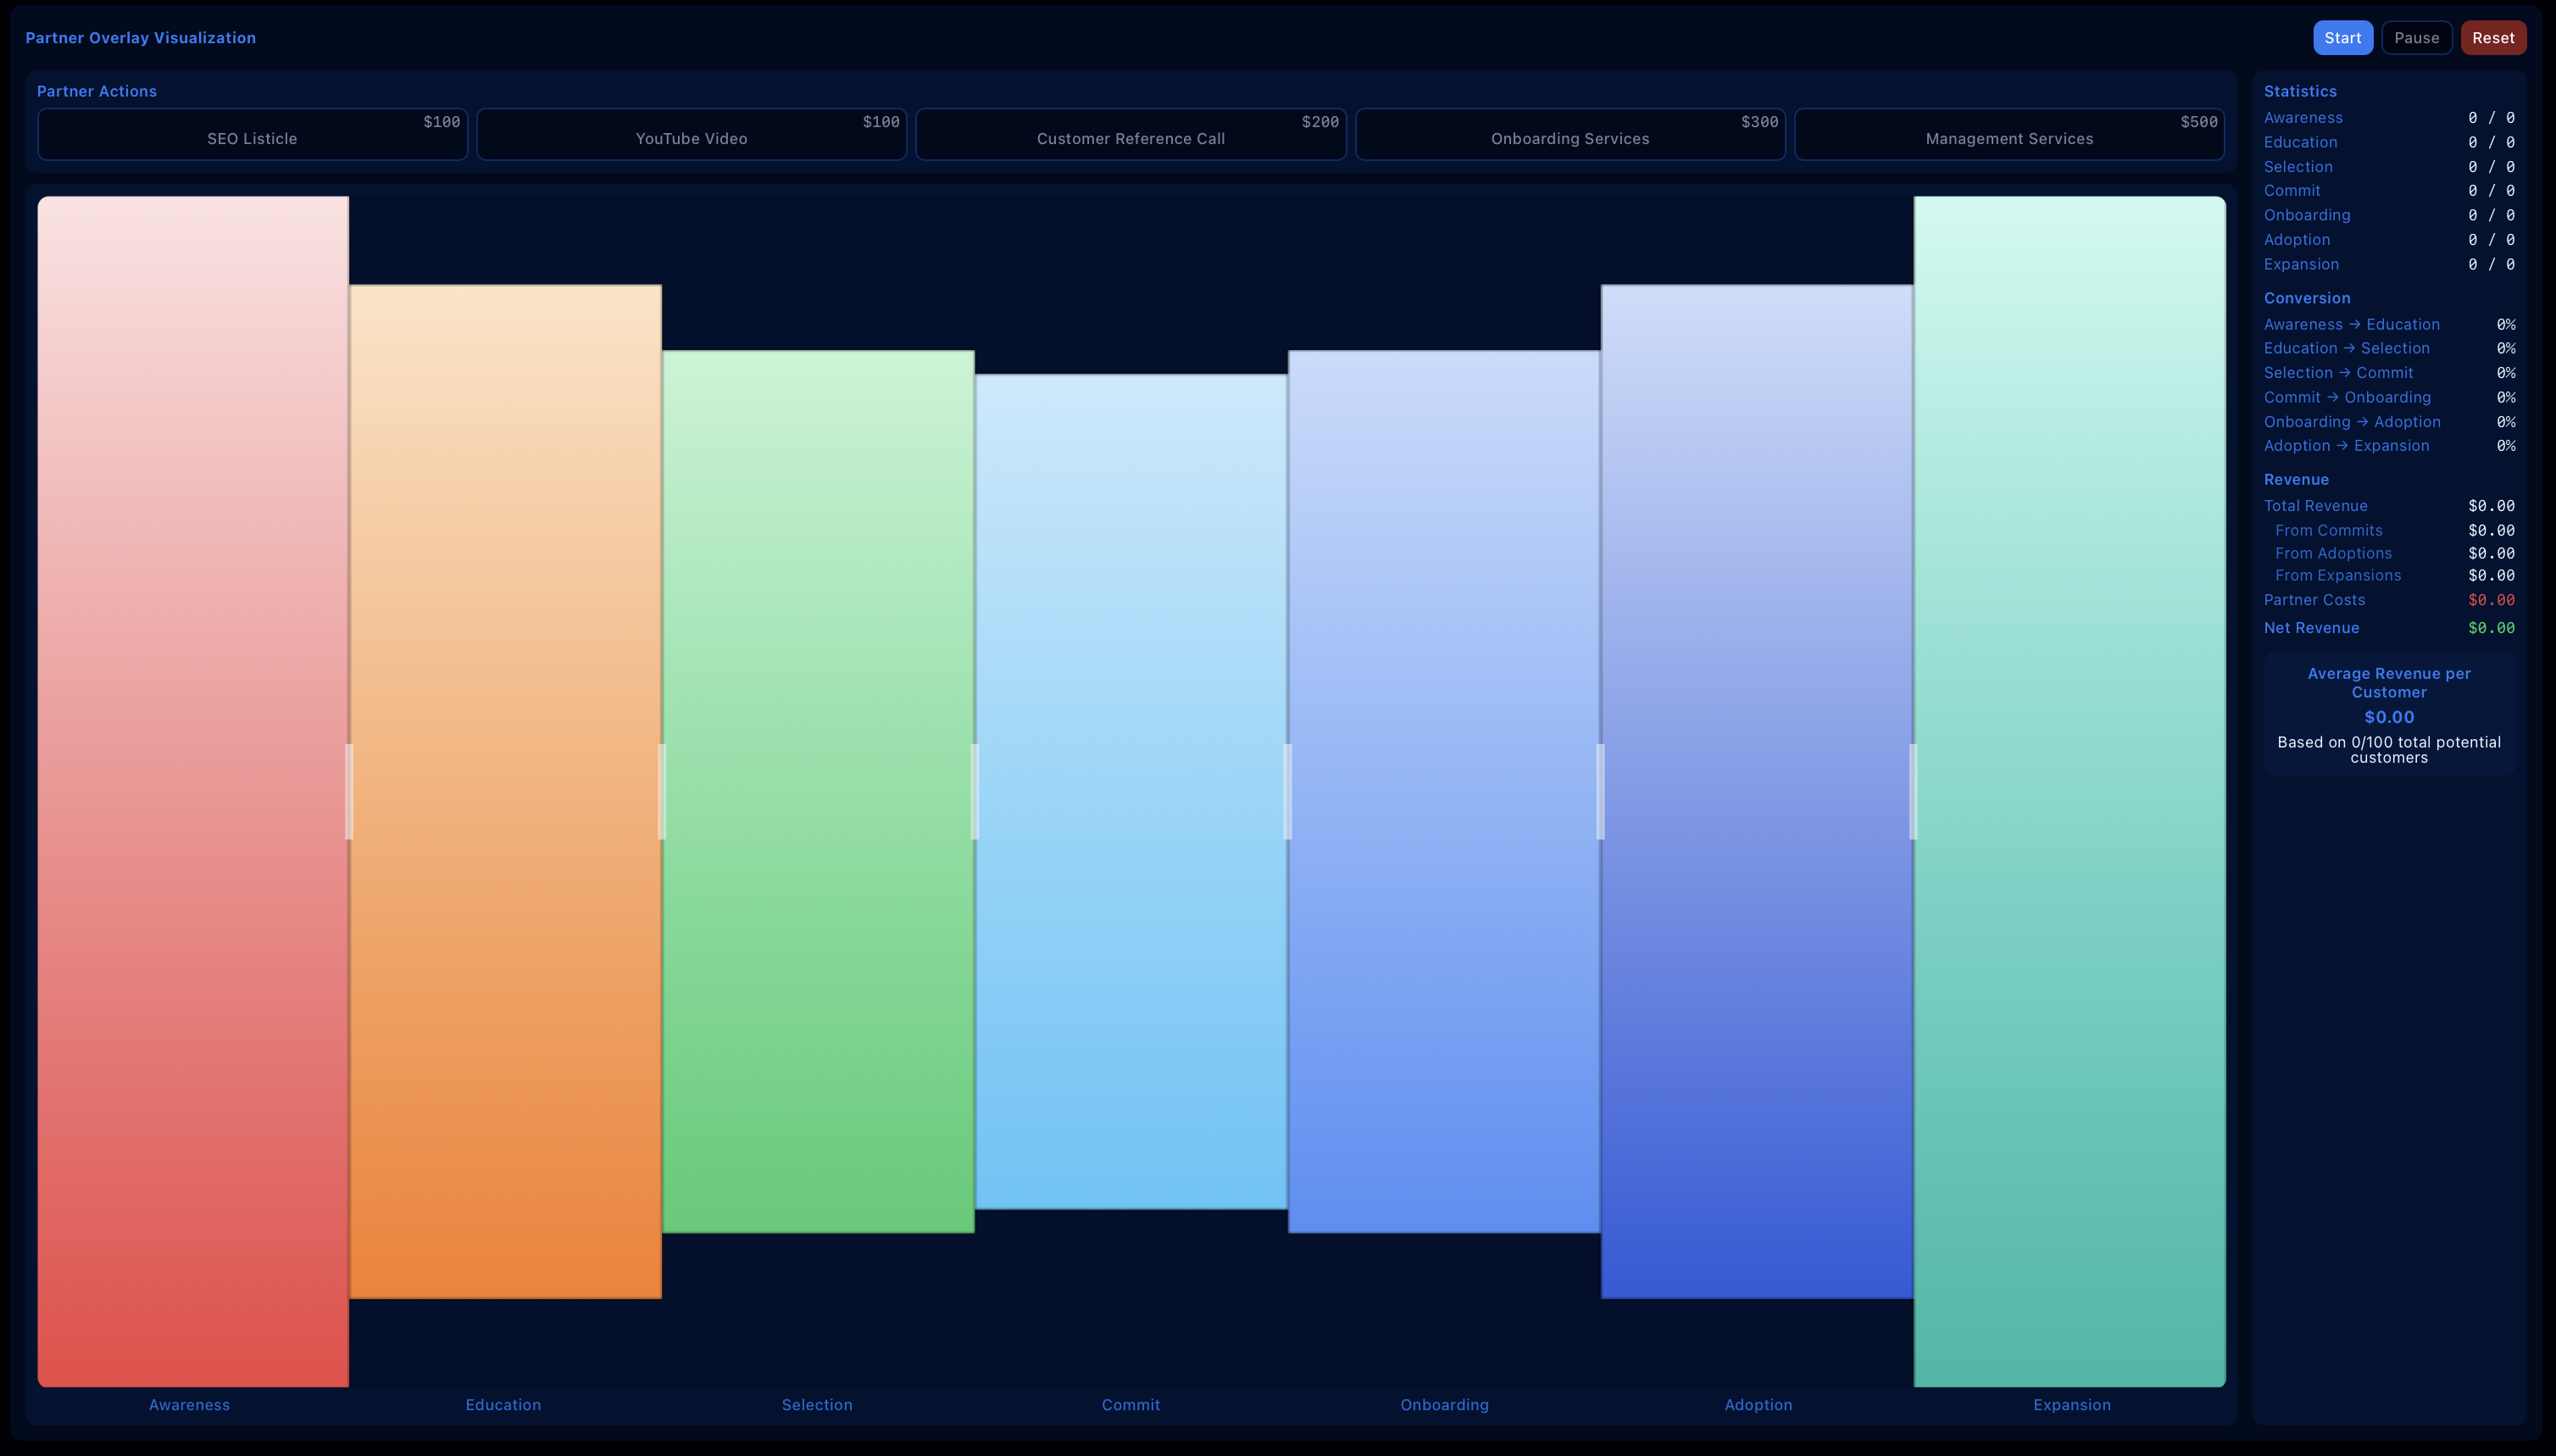 Partner Overlay Visualization
Start
Pause
Reset
Partner Actions
$100
SEO Listicle
$100
YouTube Video
$200
Customer Reference Call
$300
Onboarding Services
$500
Management Services
Awareness
Education
Selection
Commit
Onboarding
Adoption
Expansion
Statistics
Awareness 0 / 0
Education 0 / 0
Selection 0 / 0
Commit 0 / 0
Onboarding 0 / 0
Adoption 0 / 0
Expansion 0 / 0
Conversion
Awareness → Education 0%
Education → Selection 0%
Selection → Commit 0%
Commit → Onboarding 0%
Onboarding → Adoption 0%
Adoption → Expansion 0%
Revenue
Total Revenue $0.00
From Commits $0.00
From Adoptions $0.00
From Expansions $0.00
Partner Costs $0.00
Net Revenue $0.00
Average Revenue per
Customer
$0.00
Based on 0/100 total potential
customers